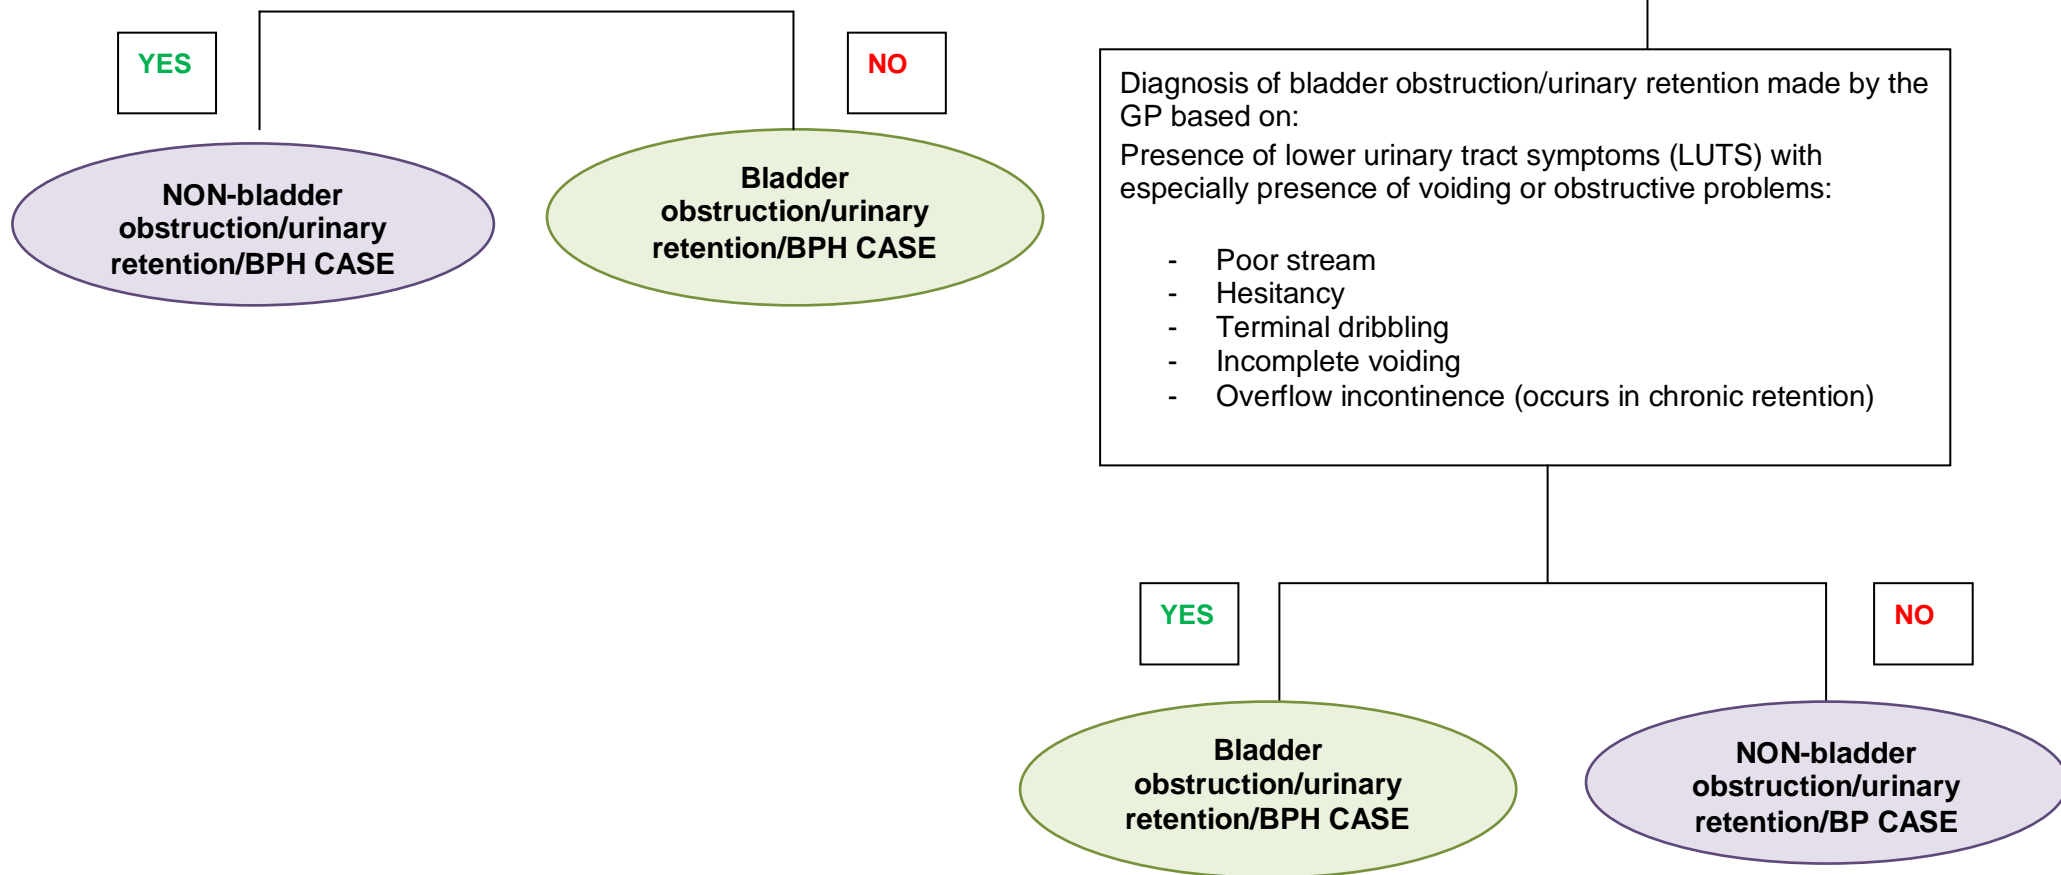 YES
NO
NON-bladder
obstruction/urinary
retention/BPH CASE
Bladder
obstruction/urinary
retention/BPH CASE
Diagnosis of bladder obstruction/urinary retention made by the
GP based on:
Presence of lower urinary tract symptoms (LUTS) with
especially presence of voiding or obstructive problems:
- Poor stream
- Hesitancy
- Terminal dribbling
- Incomplete voiding
- Overflow incontinence (occurs in chronic retention)
YES
NO
Bladder
obstruction/urinary
retention/BPH CASE
NON-bladder
obstruction/urinary
retention/BP CASE